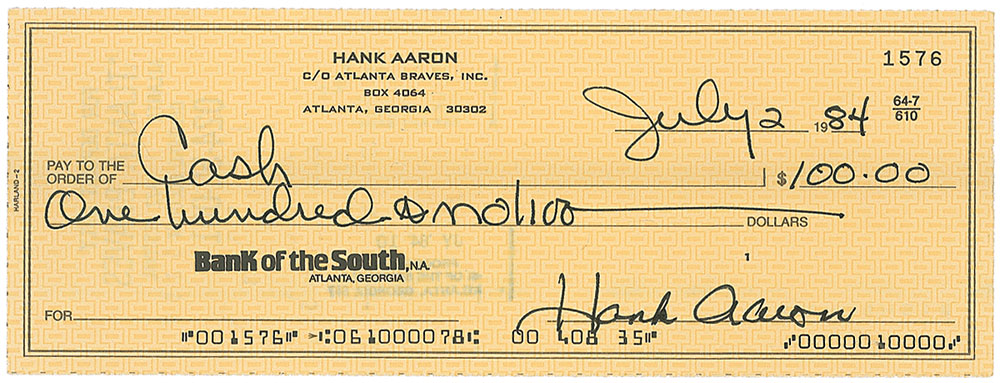 HANK AARON
C/O ATLANTA BRAVES, INC.
BOX 4064
ATLANTA, GEORGIA 30302
1576
July 2 1984
64-7
610
PAY TO THE
ORDER OF Cash $100.00
One hundred & no/100 DOLLARS
HARLAND-2
Bank of the South, N.A.
ATLANTA, GEORGIA
1
FOR Hank Aaron
⑈001576⑈ ⑆061000078⑆ 00 408 35⑈ ⑇0000010000⑇